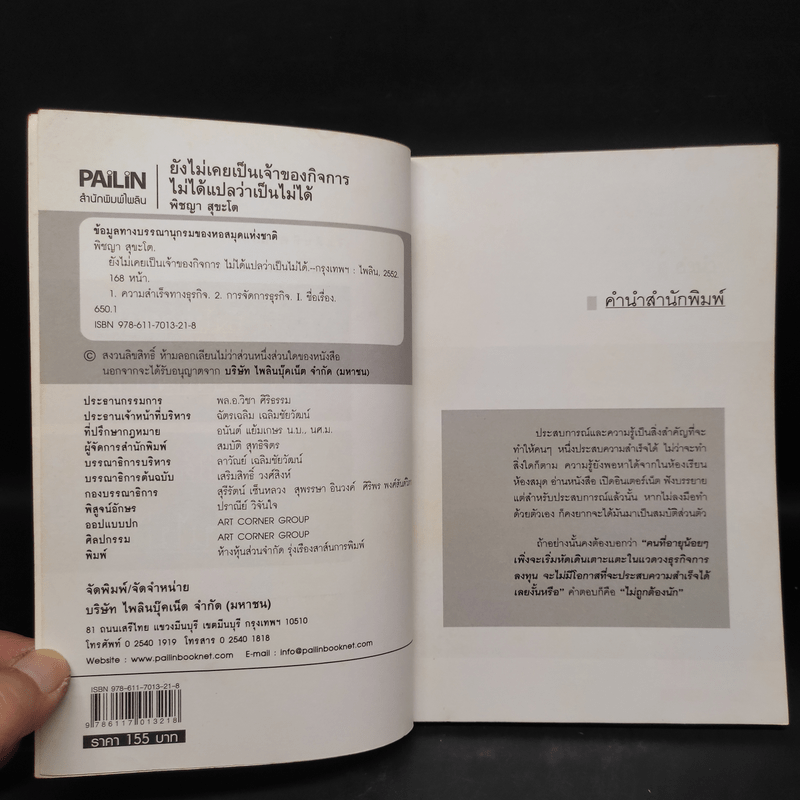 PAiLiN
สำนักพิมพ์ไพลิน
ยังไม่เคยเป็นเจ้าของกิจการ
ไม่ได้แปลว่าเป็นไม่ได้
พิชญา สุขะโต
ข้อมูลทางบรรณานุกรมของหอสมุดแห่งชาติ
พิชญา สุขะโต.
ยังไม่เคยเป็นเจ้าของกิจการ ไม่ได้แปลว่าเป็นไม่ได้.--กรุงเทพฯ : ไพลิน, 2552.
168 หน้า.
1. ความสำเร็จทางธุรกิจ. 2. การจัดการธุรกิจ. I. ชื่อเรื่อง.
650.1
ISBN 978-611-7013-21-8
© สงวนลิขสิทธิ์ ห้ามลอกเลียนไม่ว่าส่วนหนึ่งส่วนใดของหนังสือ
นอกจากจะได้รับอนุญาตจาก บริษัท ไพลินบุ๊คเน็ต จำกัด (มหาชน)
ประธานกรรมการ พล.อ.วิชา ศิริธรรม
ประธานเจ้าหน้าที่บริหาร ฉัตรเฉลิม เฉลิมชัยวัฒน์
ที่ปรึกษากฎหมาย อนันต์ แย้มเกษร น.บ., นศ.ม.
ผู้จัดการสำนักพิมพ์ สมบัติ สุทธิจิตร
บรรณาธิการบริหาร ลาวัณย์ เฉลิมชัยวัฒน์
บรรณาธิการต้นฉบับ เสริมสิทธิ์ วงศ์สิงห์
กองบรรณาธิการ สุรีรัตน์ เซ็นหลวง สุพรรษา อินวงค์ ศิริพร
พิสูจน์อักษร ปราณีย์ วิจันใจ
ออปแบบปก ART CORNER GROUP
ศิลปกรรม ART CORNER GROUP
พิมพ์ ห้างหุ้นส่วนจำกัด รุ่งเรืองสาส์นการพิมพ์
จัดพิมพ์/จัดจำหน่าย
บริษัท ไพลินบุ๊คเน็ต จำกัด (มหาชน)
81 ถนนเสรีไทย แขวงมีนบุรี เขตมีนบุรี กรุงเทพฯ 10510
โทรศัพท์ 0 2540 1919 โทรสาร 0 2540 1818
Website : www.pailinbooknet.com E-mail : info@pailinbooknet.com
ISBN 978-611-7013-21-8
9 786117 013218
ราคา 155 บาท
คำนำสำนักพิมพ์
ประสบการณ์และความรู้เป็นสิ่งสำคัญที่จะ
ทำให้คนๆ หนึ่งประสบความสำเร็จได้ ไม่ว่าจะทำ
สิ่งใดก็ตาม ความรู้ยังพอหาได้จากในห้องเรียน
ห้องสมุด อ่านหนังสือ เปิดอินเตอร์เน็ต ฟังบรรยาย
แต่สำหรับประสบการณ์แล้วนั้น หากไม่ลงมือทำ
ด้วยตัวเอง ก็คงยากจะได้มันมาเป็นสมบัติส่วนตัว
ถ้าอย่างนั้นคงต้องบอกว่า “คนที่อายุน้อยๆ
เพิ่งจะเริ่มหัดเดินเตาะแตะในแวดวงธุรกิจการ
ลงทุน จะไม่มีโอกาสที่จะประสบความสำเร็จได้
เลยงั้นหรือ” คำตอบก็คือ “ไม่ถูกต้องนัก”